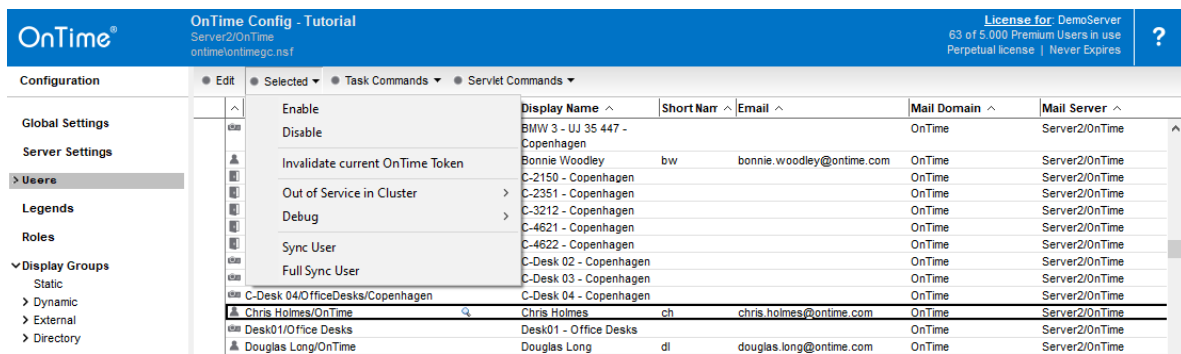 OnTime®
OnTime Config - Tutorial
Server2/OnTime
ontime\ontimegc.nsf
License for: DemoServer
63 of 5.000 Premium Users in use
Perpetual license | Never Expires
?
Configuration
Global Settings
Server Settings
Users
Legends
Roles
Display Groups
Static
Dynamic
External
Directory
Edit Selected Task Commands Servlet Commands
Enable
Disable
Invalidate current OnTime Token
Out of Service in Cluster
Debug
Sync User
Full Sync User
Display Name Short Nam Email Mail Domain Mail Server
BMW 3 - UJ 35 447 - OnTime Server2/OnTime
Copenhagen
Bonnie Woodley bw bonnie.woodley@ontime.com OnTime Server2/OnTime
C-2150 - Copenhagen OnTime Server2/OnTime
C-2351 - Copenhagen OnTime Server2/OnTime
C-3212 - Copenhagen OnTime Server2/OnTime
C-4621 - Copenhagen OnTime Server2/OnTime
C-4622 - Copenhagen OnTime Server2/OnTime
C-Desk 02 - Copenhagen OnTime Server2/OnTime
C-Desk 03 - Copenhagen OnTime Server2/OnTime
C-Desk 04/OfficeDesks/Copenhagen C-Desk 04 - Copenhagen OnTime Server2/OnTime
Chris Holmes/OnTime Chris Holmes ch chris.holmes@ontime.com OnTime Server2/OnTime
Desk01/Office Desks Desk01 - Office Desks OnTime Server2/OnTime
Douglas Long/OnTime Douglas Long dl douglas.long@ontime.com OnTime Server2/OnTime